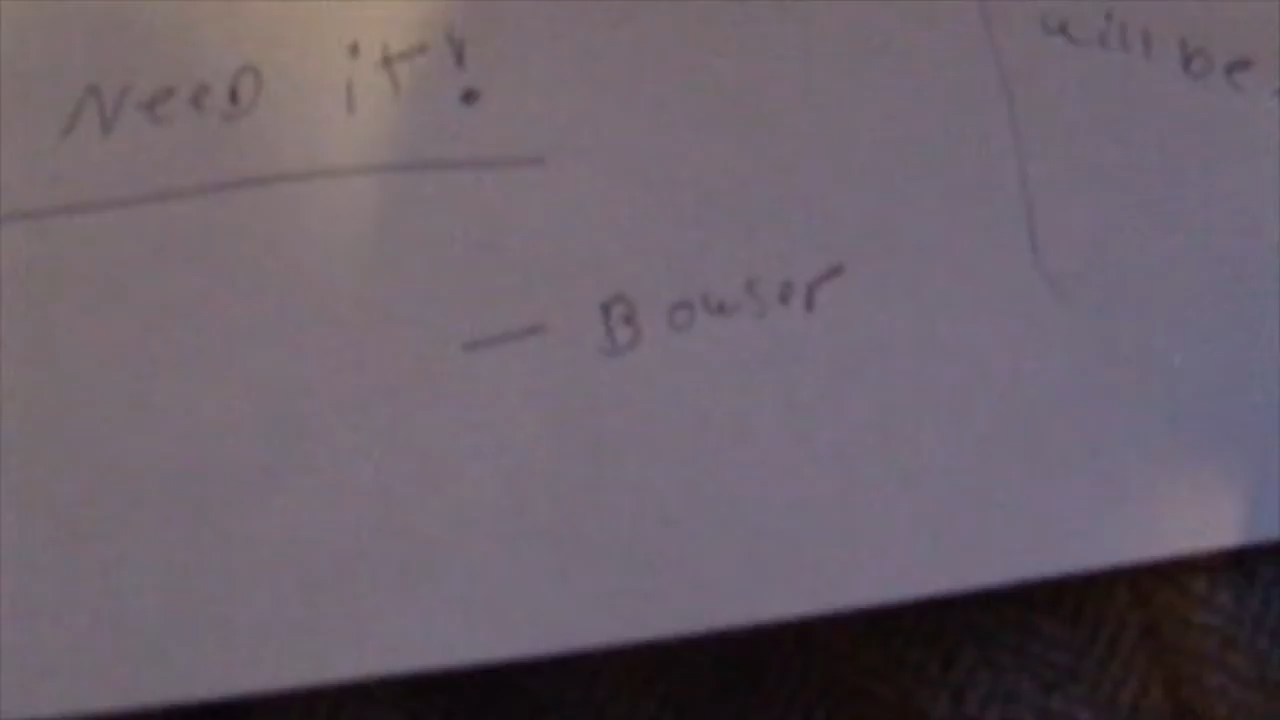 Need it!
will be.
— Bowser